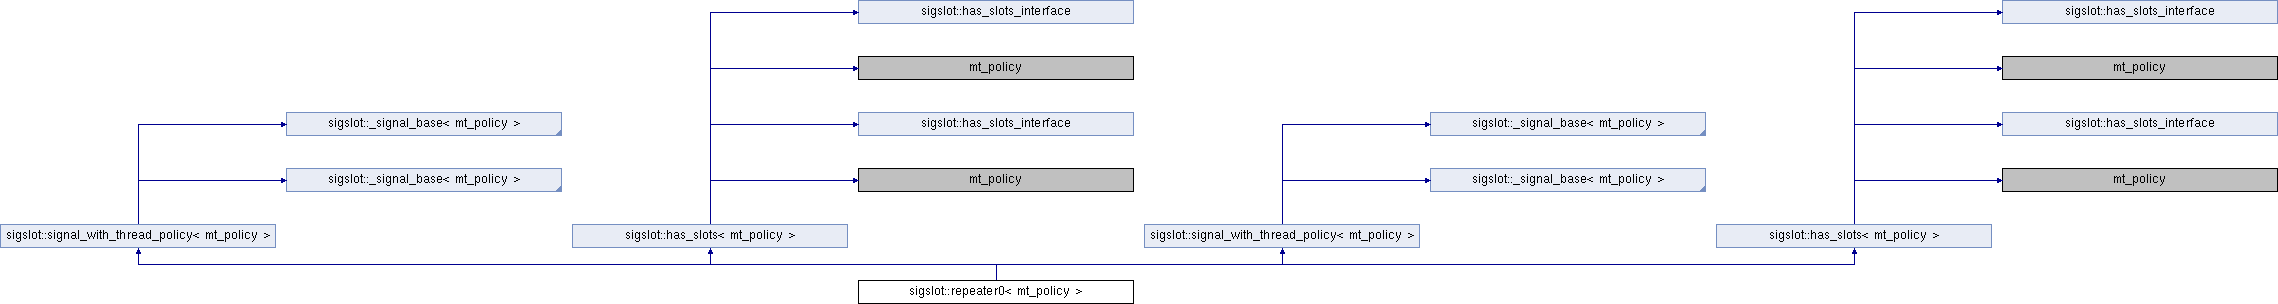 sigslot::has_slots_interface
sigslot::has_slots_interface
mt_policy
mt_policy
sigslot::_signal_base< mt_policy >
sigslot::has_slots_interface
sigslot::_signal_base< mt_policy >
sigslot::has_slots_interface
sigslot::_signal_base< mt_policy >
mt_policy
sigslot::_signal_base< mt_policy >
mt_policy
sigslot::signal_with_thread_policy< mt_policy >
sigslot::has_slots< mt_policy >
sigslot::signal_with_thread_policy< mt_policy >
sigslot::has_slots< mt_policy >
sigslot::repeater0< mt_policy >